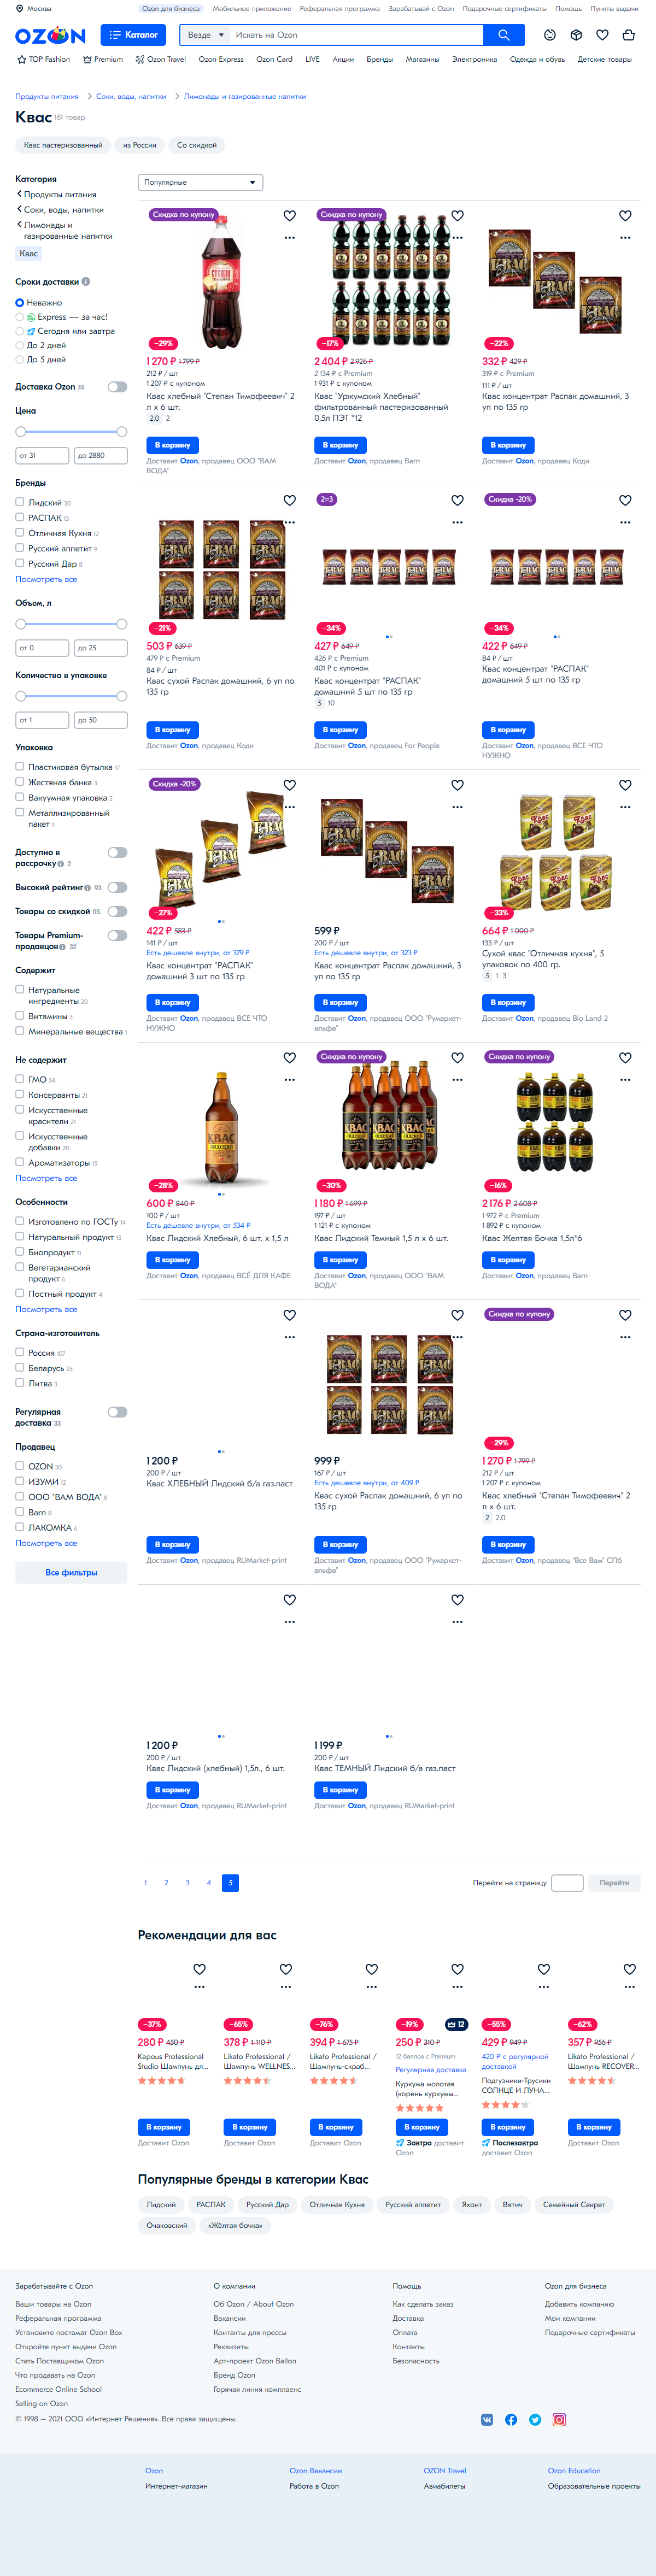 Москва
Ozon для бизнеса Мобильное приложение Реферальная программа Зарабатывай с Ozon Подарочные сертификаты Помощь Пункты выдачи
OZON Каталог Везде Искать на Ozon
TOP Fashion Premium Ozon Travel Ozon Express Ozon Card LIVE Акции Бренды Магазины Электроника Одежда и обувь Детские товары
Продукты питания Соки, воды, напитки Лимонады и газированные напитки
Квас 161 товар
Квас пастеризованный из России Со скидкой
Категория
Продукты питания
Соки, воды, напитки
Лимонады и
газированные напитки
Квас
Сроки доставки
Неважно
Express — за час!
Сегодня или завтра
До 2 дней
До 5 дней
Доставка Ozon 74
Цена
от 31 до 2880
Бренды
Лидский 30
РАСПАК 13
Отличная Кухня 12
Русский аппетит 9
Русский Дар 8
Посмотреть все
Объем, л
от 0 до 25
Количество в упаковке
от 1 до 50
Упаковка
Пластиковая бутылка 17
Жестяная банка 3
Вакуумная упаковка 2
Металлизированный
пакет 1
Доступно в
рассрочку 2
Высокий рейтинг 93
Товары со скидкой 115
Товары Premium-
продавцов 32
Содержит
Натуральные
ингредиенты 20
Витамины 3
Минеральные вещества 1
Не содержит
ГМО 54
Консерванты 21
Искусственные
красители 21
Искусственные
добавки 20
Ароматизаторы 13
Посмотреть все
Особенности
Изготовлено по ГОСТу 14
Натуральный продукт 13
Биопродукт 11
Вегетарианский
продукт 6
Постный продукт 4
Посмотреть все
Страна-изготовитель
Россия 107
Беларусь 25
Литва 3
Регулярная
доставка 33
Продавец
OZON 30
ИЗУМИ 12
ООО "ВАМ ВОДА" 8
Barn 8
ЛАКОМКА 6
Посмотреть все
Все фильтры
Популярные
Скидка по купону
−29%
1 270 ₽ 1 799 ₽
212 ₽ / шт
1 207 ₽ с купоном
Квас хлебный "Степан Тимофеевич" 2
л х 6 шт.
2.0 2
В корзину
Доставит Ozon, продавец ООО "ВАМ
ВОДА"
Скидка по купону
−17%
2 404 ₽ 2 926 ₽
2 134 ₽ с Premium
1 931 ₽ с купоном
Квас "Уржумский Хлебный"
фильтрованный пастеризованный
0,5л ПЭТ *12
В корзину
Доставит Ozon, продавец Barn
−22%
332 ₽ 429 ₽
319 ₽ с Premium
111 ₽ / шт
Квас концентрат Распак домашний, 3
уп по 135 гр
В корзину
Доставит Ozon, продавец Коди
−21%
503 ₽ 639 ₽
479 ₽ с Premium
84 ₽ / шт
Квас сухой Распак домашний, 6 уп по
135 гр
В корзину
Доставит Ozon, продавец Коди
2=3
−34%
427 ₽ 649 ₽
426 ₽ с Premium
401 ₽ с купоном
Квас концентрат "РАСПАК"
домашний 5 шт по 135 гр
5 10
В корзину
Доставит Ozon, продавец For People
Скидка -20%
−34%
422 ₽ 649 ₽
84 ₽ / шт
Квас концентрат "РАСПАК"
домашний 5 шт по 135 гр
В корзину
Доставит Ozon, продавец ВСЕ ЧТО
НУЖНО
Скидка -20%
−27%
422 ₽ 583 ₽
141 ₽ / шт
Есть дешевле внутри, от 379 ₽
Квас концентрат "РАСПАК"
домашний 3 шт по 135 гр
В корзину
Доставит Ozon, продавец ВСЕ ЧТО
НУЖНО
599 ₽
200 ₽ / шт
Есть дешевле внутри, от 323 ₽
Квас концентрат Распак домашний, 3
уп по 135 гр
В корзину
Доставит Ozon, продавец ООО "Румаркет-
альфа"
−33%
664 ₽ 1 000 ₽
133 ₽ / шт
Сухой квас "Отличная кухня", 5
упаковок по 400 гр.
5 1 3
В корзину
Доставит Ozon, продавец Bio Land 2
−28%
600 ₽ 840 ₽
100 ₽ / шт
Есть дешевле внутри, от 534 ₽
Квас Лидский Хлебный, 6 шт. х 1,5 л
В корзину
Доставит Ozon, продавец ВСЁ ДЛЯ КАФЕ
Скидка по купону
−30%
1 180 ₽ 1 699 ₽
197 ₽ / шт
1 121 ₽ с купоном
Квас Лидский Темный 1,5 л х 6 шт.
В корзину
Доставит Ozon, продавец ООО "ВАМ
ВОДА"
Скидка по купону
−16%
2 176 ₽ 2 608 ₽
1 972 ₽ с Premium
1 892 ₽ с купоном
Квас Желтая Бочка 1,5л*6
В корзину
Доставит Ozon, продавец Barn
1 200 ₽
200 ₽ / шт
Квас ХЛЕБНЫЙ Лидский б/а газ.пласт
В корзину
Доставит Ozon, продавец RUMarket-print
999 ₽
167 ₽ / шт
Есть дешевле внутри, от 409 ₽
Квас сухой Распак домашний, 6 уп по
135 гр
В корзину
Доставит Ozon, продавец ООО "Румаркет-
альфа"
Скидка по купону
−29%
1 270 ₽ 1 799 ₽
212 ₽ / шт
1 207 ₽ с купоном
Квас хлебный "Степан Тимофеевич" 2
л х 6 шт.
2 2.0
В корзину
Доставит Ozon, продавец "Все Вам" СПб
1 200 ₽
200 ₽ / шт
Квас Лидский (хлебный) 1,5л., 6 шт.
В корзину
Доставит Ozon, продавец RUMarket-print
1 199 ₽
200 ₽ / шт
Квас ТЕМНЫЙ Лидский б/а газ.пласт
В корзину
Доставит Ozon, продавец RUMarket-print
1 2 3 4 5 Перейти на страницу Перейти
Рекомендации для вас
−37%
280 ₽ 450 ₽
Kapous Professional
Studio Шампунь дл...
В корзину
Доставит Ozon
−65%
378 ₽ 1 110 ₽
Likato Professional /
Шампунь WELLNES...
В корзину
Доставит Ozon
−76%
394 ₽ 1 675 ₽
Likato Professional /
Шампунь-скраб...
В корзину
Доставит Ozon
−19% 12
250 ₽ 310 ₽
12 баллов с Premium
Регулярная доставка
Куркума молотая
(корень куркумы...
В корзину
Завтра доставит
Ozon
−55%
429 ₽ 949 ₽
420 ₽ с регулярной
доставкой
Подгузники-Трусики
СОЛНЦЕ И ЛУНА...
В корзину
Послезавтра
доставит Ozon
−62%
357 ₽ 956 ₽
Likato Professional /
Шампунь RECOVER...
В корзину
Доставит Ozon
Популярные бренды в категории Квас
Лидский РАСПАК Русский Дар Отличная Кухня Русский аппетит Яхонт Вятич Семейный Секрет
Очаковский «Жёлтая бочка»
Зарабатывайте с Ozon
Ваши товары на Ozon
Реферальная программа
Установите постамат Ozon Box
Откройте пункт выдачи Ozon
Стать Поставщиком Ozon
Что продавать на Ozon
Ecommerce Online School
Selling on Ozon
О компании
Об Ozon / About Ozon
Вакансии
Контакты для прессы
Реквизиты
Арт-проект Ozon Ballon
Бренд Ozon
Горячая линия комплаенс
Помощь
Как сделать заказ
Доставка
Оплата
Контакты
Безопасность
Ozon для бизнеса
Добавить компанию
Мои компании
Подарочные сертификаты
© 1998 – 2021 ООО «Интернет Решения». Все права защищены.
Ozon
Интернет-магазин
Ozon Вакансии
Работа в Ozon
OZON Travel
Авиабилеты
Ozon Education
Образовательные проекты